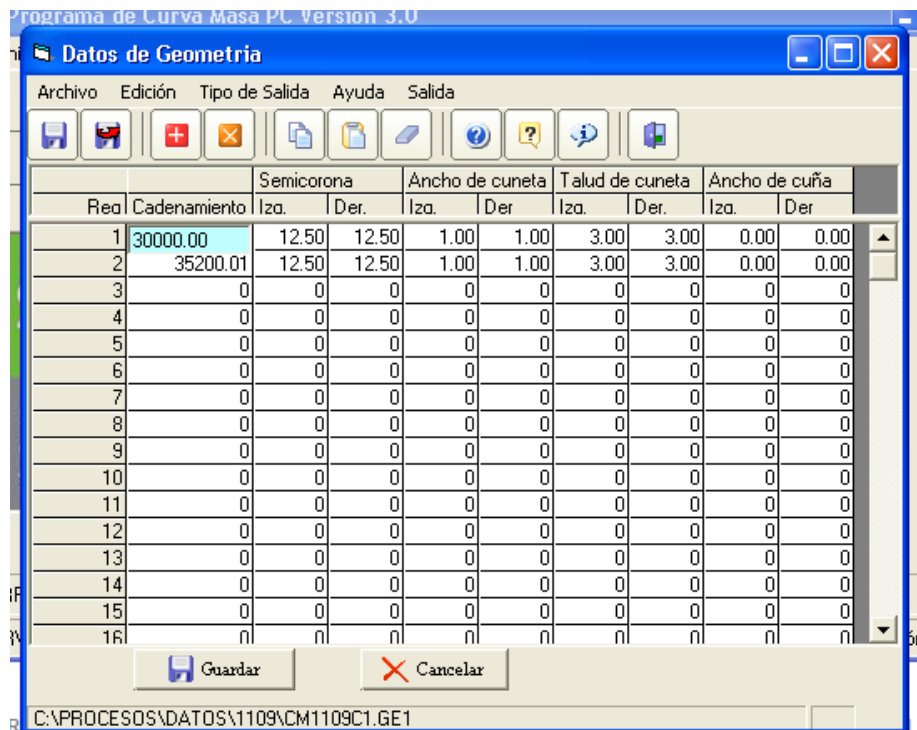 Programa de Curva Masa PC Versión 3.0
Datos de Geometria
Archivo Edición Tipo de Salida Ayuda Salida
Semicorona Ancho de cuneta Talud de cuneta Ancho de cuña
Reg Cadenamiento Izq. Der. Izq. Der Izq. Der. Izq. Der
1 30000.00 12.50 12.50 1.00 1.00 3.00 3.00 0.00 0.00
2 35200.01 12.50 12.50 1.00 1.00 3.00 3.00 0.00 0.00
3 0 0 0 0 0 0 0 0 0
4 0 0 0 0 0 0 0 0 0
5 0 0 0 0 0 0 0 0 0
6 0 0 0 0 0 0 0 0 0
7 0 0 0 0 0 0 0 0 0
8 0 0 0 0 0 0 0 0 0
9 0 0 0 0 0 0 0 0 0
10 0 0 0 0 0 0 0 0 0
11 0 0 0 0 0 0 0 0 0
12 0 0 0 0 0 0 0 0 0
13 0 0 0 0 0 0 0 0 0
14 0 0 0 0 0 0 0 0 0
15 0 0 0 0 0 0 0 0 0
16 0 0 0 0 0 0 0 0 0
Guardar Cancelar
C:\PROCESOS\DATOS\1109\CM1109C1.GE1